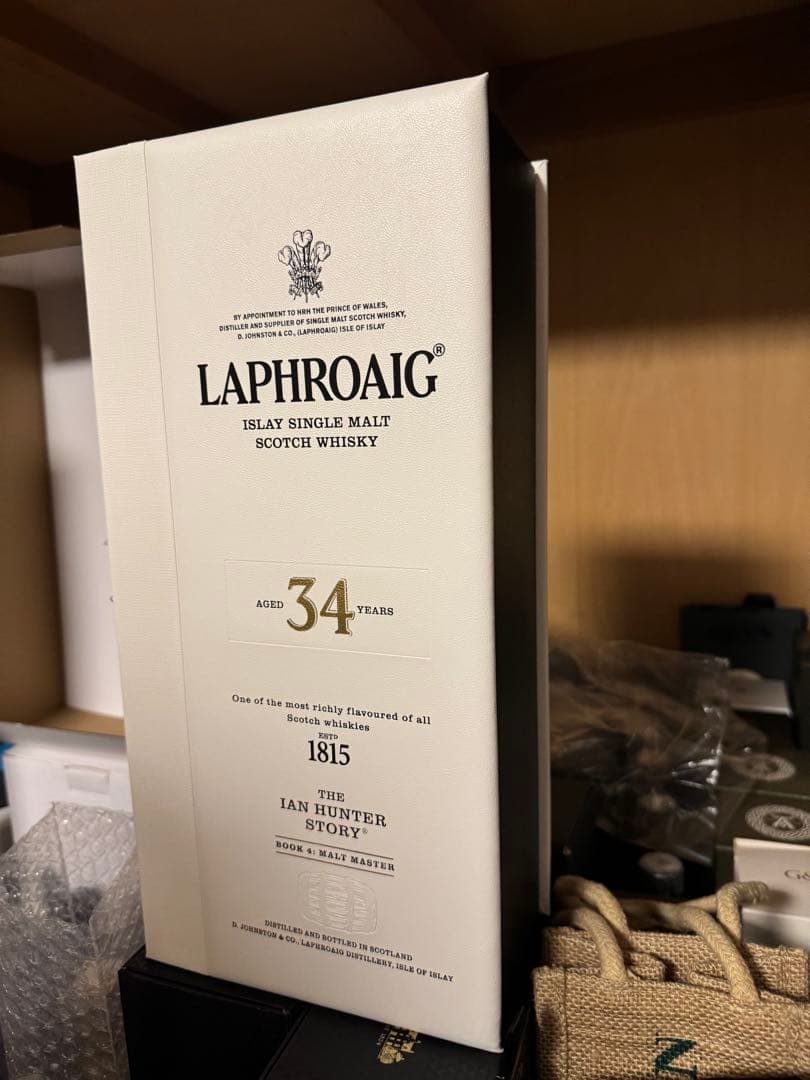 BY APPOINTMENT TO HRH THE PRINCE OF WALES,
DISTILLER AND SUPPLIER OF SINGLE MALT SCOTCH WHISKY,
D. JOHNSTON & CO., (LAPHROAIG) ISLE OF ISLAY
LAPHROAIG®
ISLAY SINGLE MALT
SCOTCH WHISKY
AGED 34 YEARS
One of the most richly flavoured of all
Scotch whiskies
ESTD
1815
THE
IAN HUNTER
STORY®
BOOK 4: MALT MASTER
DISTILLED AND BOTTLED IN SCOTLAND
D. JOHNSTON & CO., LAPHROAIG DISTILLERY, ISLE OF ISLAY
A
G&
N